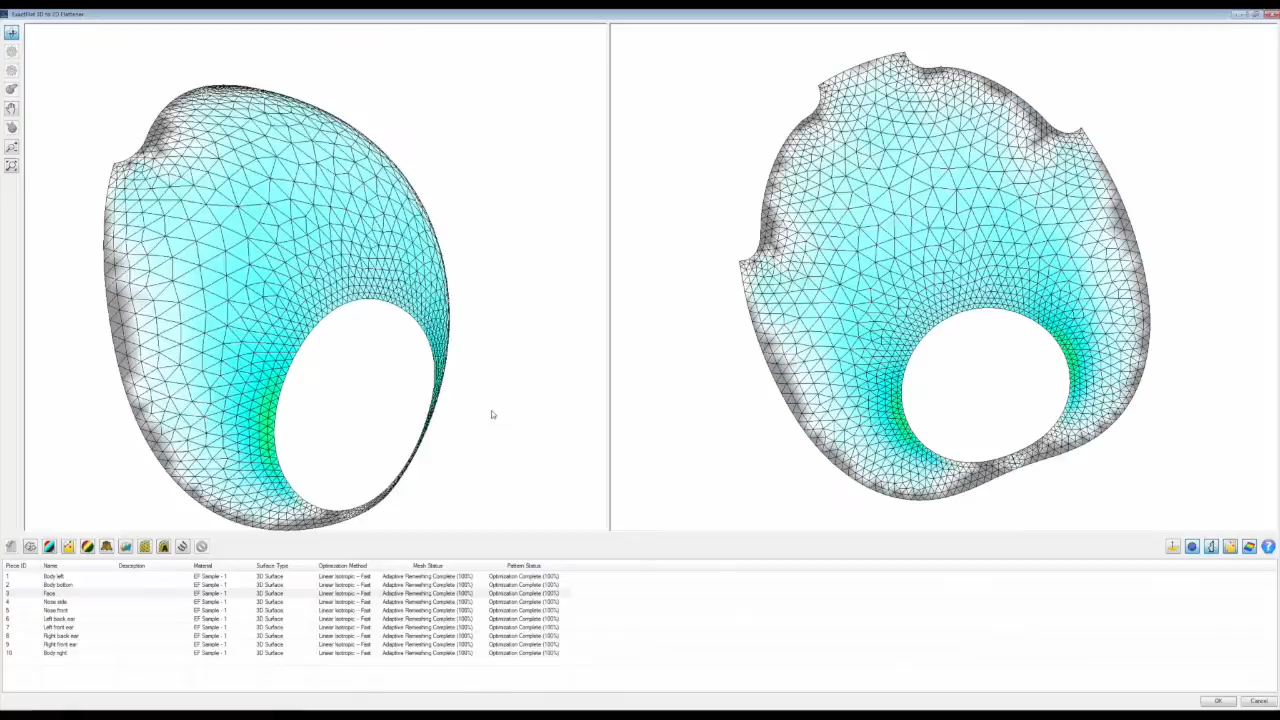 ExactFlat 3D to 2D Flattener
Piece ID Name Description Material Surface Type Optimization Method Mesh Status Pattern Status
1 Body left EF Sample - 1 3D Surface Linear Isotropic – Fast Adaptive Remeshing Complete (100%) Optimization Complete (100%)
2 Body bottom EF Sample - 1 3D Surface Linear Isotropic – Fast Adaptive Remeshing Complete (100%) Optimization Complete (100%)
3 Face EF Sample - 1 3D Surface Linear Isotropic – Fast Adaptive Remeshing Complete (100%) Optimization Complete (100%)
4 Nose side EF Sample - 1 3D Surface Linear Isotropic – Fast Adaptive Remeshing Complete (100%) Optimization Complete (100%)
5 Nose front EF Sample - 1 3D Surface Linear Isotropic – Fast Adaptive Remeshing Complete (100%) Optimization Complete (100%)
6 Left back ear EF Sample - 1 3D Surface Linear Isotropic – Fast Adaptive Remeshing Complete (100%) Optimization Complete (100%)
7 Left front ear EF Sample - 1 3D Surface Linear Isotropic – Fast Adaptive Remeshing Complete (100%) Optimization Complete (100%)
8 Right back ear EF Sample - 1 3D Surface Linear Isotropic – Fast Adaptive Remeshing Complete (100%) Optimization Complete (100%)
9 Right front ear EF Sample - 1 3D Surface Linear Isotropic – Fast Adaptive Remeshing Complete (100%) Optimization Complete (100%)
10 Body right EF Sample - 1 3D Surface Linear Isotropic – Fast Adaptive Remeshing Complete (100%) Optimization Complete (100%)
OK Cancel